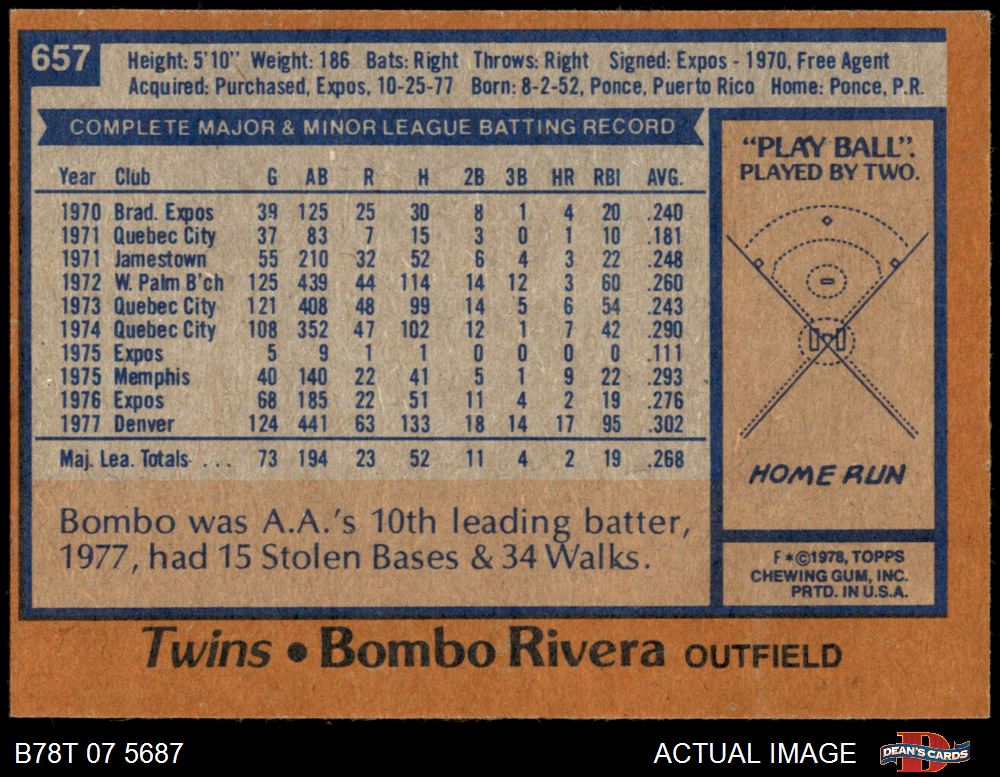 657
Height: 5'10" Weight: 186 Bats: Right Throws: Right Signed: Expos - 1970, Free Agent
Acquired: Purchased, Expos, 10-25-77 Born: 8-2-52, Ponce, Puerto Rico Home: Ponce, P.R.
COMPLETE MAJOR & MINOR LEAGUE BATTING RECORD
Year Club G AB R H 2B 3B HR RBI AVG.
1970 Brad. Expos 39 125 25 30 8 1 4 20 .240
1971 Quebec City 37 83 7 15 3 0 1 10 .181
1971 Jamestown 55 210 32 52 6 4 3 22 .248
1972 W. Palm B'ch 125 439 44 114 14 12 3 60 .260
1973 Quebec City 121 408 48 99 14 5 6 54 .243
1974 Quebec City 108 352 47 102 12 1 7 42 .290
1975 Expos 5 9 1 1 0 0 0 0 .111
1975 Memphis 40 140 22 41 5 1 9 22 .293
1976 Expos 68 185 22 51 11 4 2 19 .276
1977 Denver 124 441 63 133 18 14 17 95 .302
Maj. Lea. Totals . . . 73 194 23 52 11 4 2 19 .268
Bombo was A.A.'s 10th leading batter,
1977, had 15 Stolen Bases & 34 Walks.
"PLAY BALL".
PLAYED BY TWO.
HOME RUN
F*©1978, TOPPS
CHEWING GUM, INC.
PRTD. IN U.S.A.
Twins • Bombo Rivera OUTFIELD
B78T 07 5687
ACTUAL IMAGE
DEAN'S CARDS